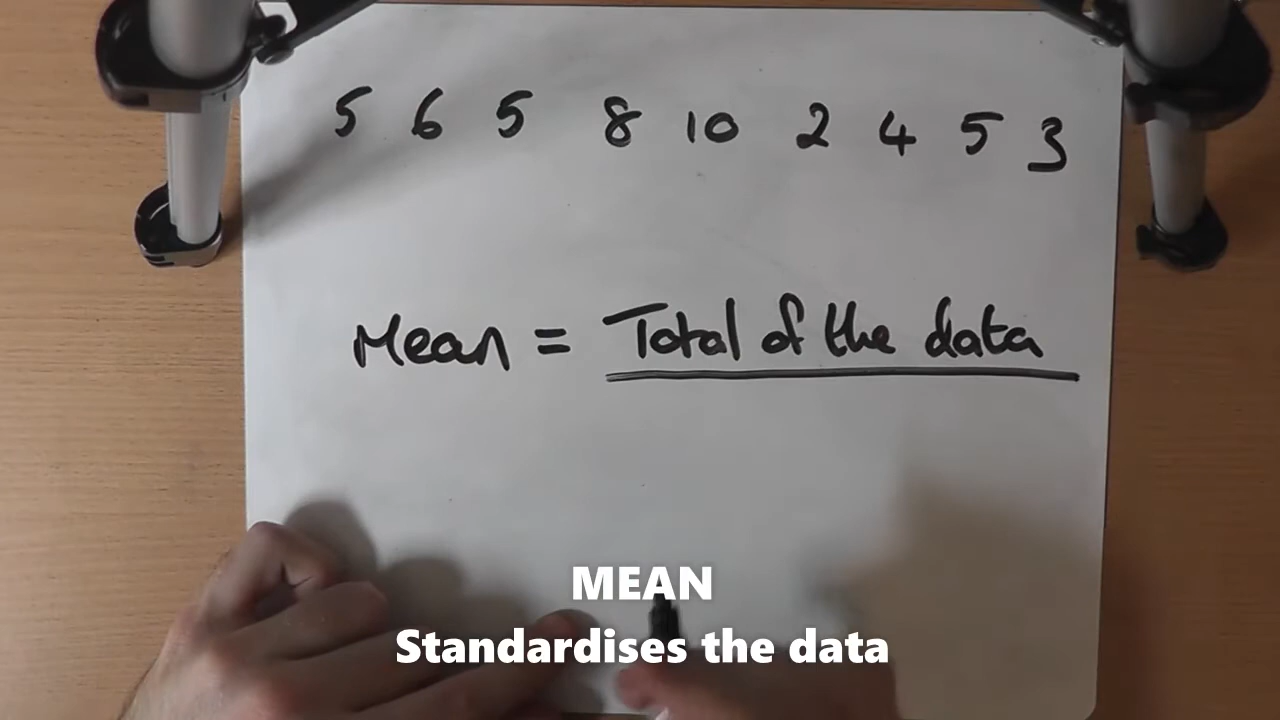 5 6 5 8 10 2 4 5 3
Mean = Total of the data
MEAN
Standardises the data